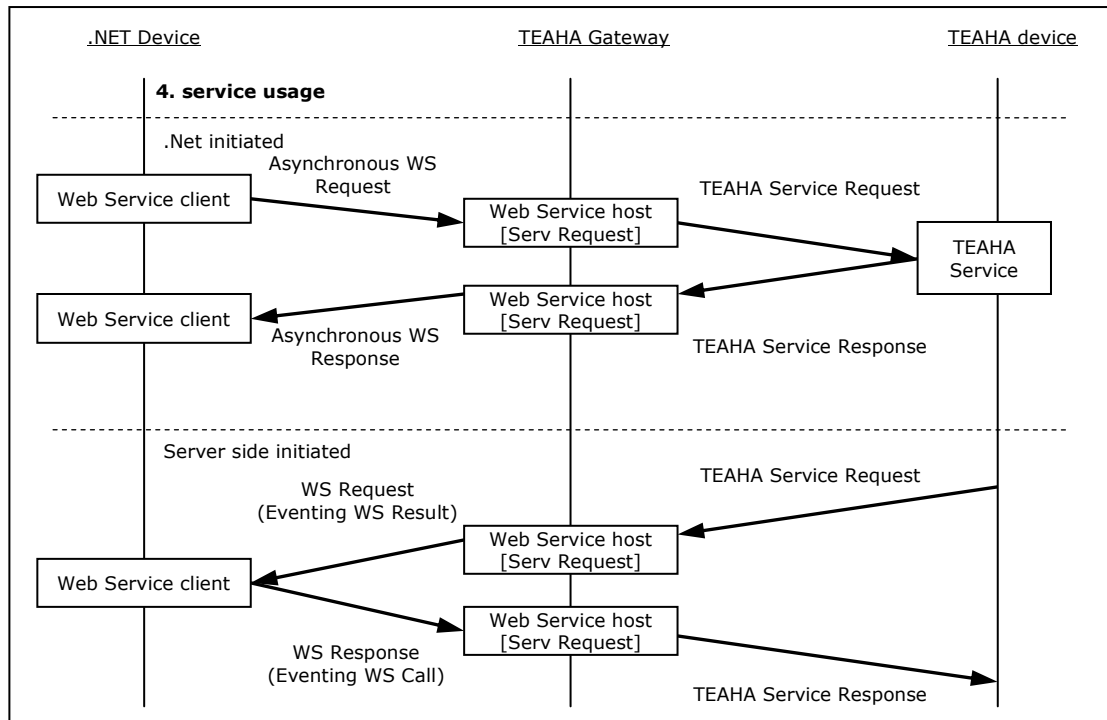 .NET Device
TEAHA Gateway
TEAHA device
4. service usage
.Net initiated
Asynchronous WS
Request
TEAHA Service Request
Web Service client
Web Service host
[Serv Request]
TEAHA
Service
Web Service client
Web Service host
[Serv Request]
Asynchronous WS
Response
TEAHA Service Response
Server side initiated
TEAHA Service Request
WS Request
(Eventing WS Result)
Web Service host
[Serv Request]
Web Service client
Web Service host
[Serv Request]
WS Response
(Eventing WS Call)
TEAHA Service Response